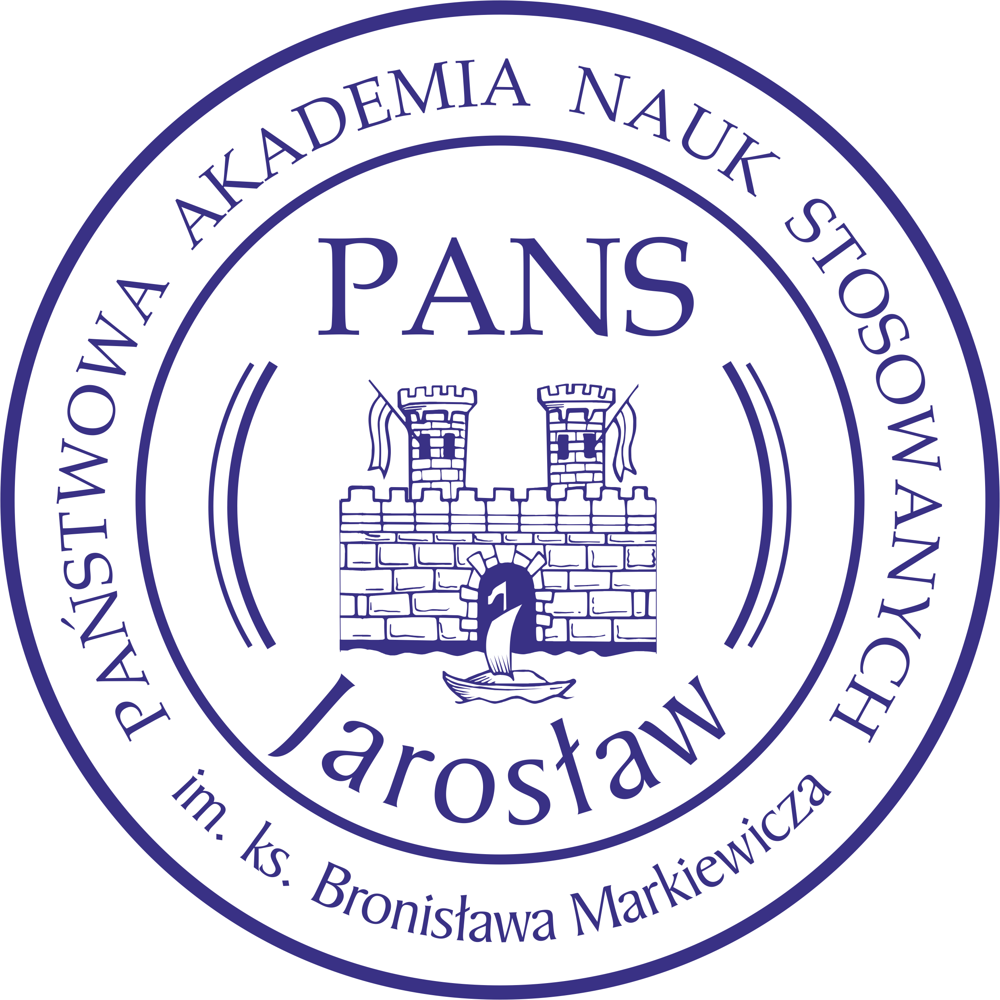 PAŃSTWOWA AKADEMIA NAUK STOSOWANYCH
PANS
Jarosław
im. ks. Bronisława Markiewicza